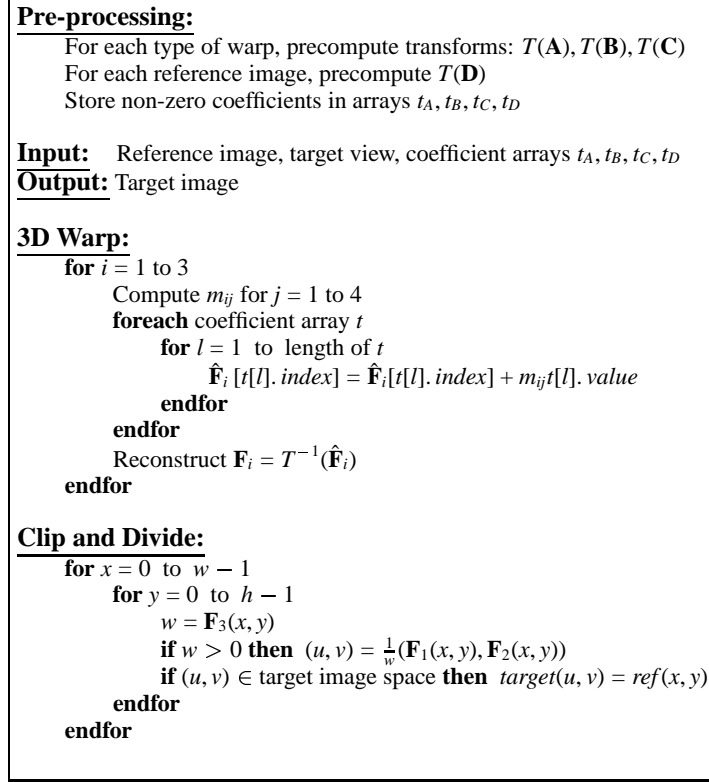 Pre-processing:
For each type of warp, precompute transforms: T(A), T(B), T(C)
For each reference image, precompute T(D)
Store non-zero coefficients in arrays t_A, t_B, t_C, t_D
Input: Reference image, target view, coefficient arrays t_A, t_B, t_C, t_D
Output: Target image
3D Warp:
for i = 1 to 3
Compute m_ij for j = 1 to 4
foreach coefficient array t
for l = 1 to length of t
F̂_i [t[l]. index] = F̂_i[t[l]. index] + m_ij t[l]. value
endfor
endfor
Reconstruct F_i = T⁻¹(F̂_i)
endfor
Clip and Divide:
for x = 0 to w − 1
for y = 0 to h − 1
w = F_3(x, y)
if w > 0 then (u, v) = 1/w (F_1(x, y), F_2(x, y))
if (u, v) ∈ target image space then target(u, v) = ref(x, y)
endfor
endfor